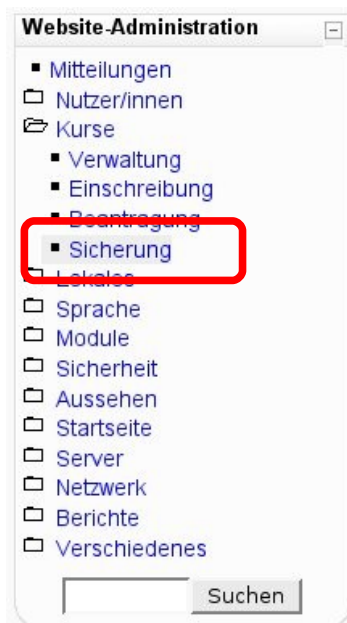 Website-Administration
Mitteilungen
Nutzer/innen
Kurse
Verwaltung
Einschreibung
Beantragung
Sicherung
Lokales
Sprache
Module
Sicherheit
Aussehen
Startseite
Server
Netzwerk
Berichte
Verschiedenes
Suchen